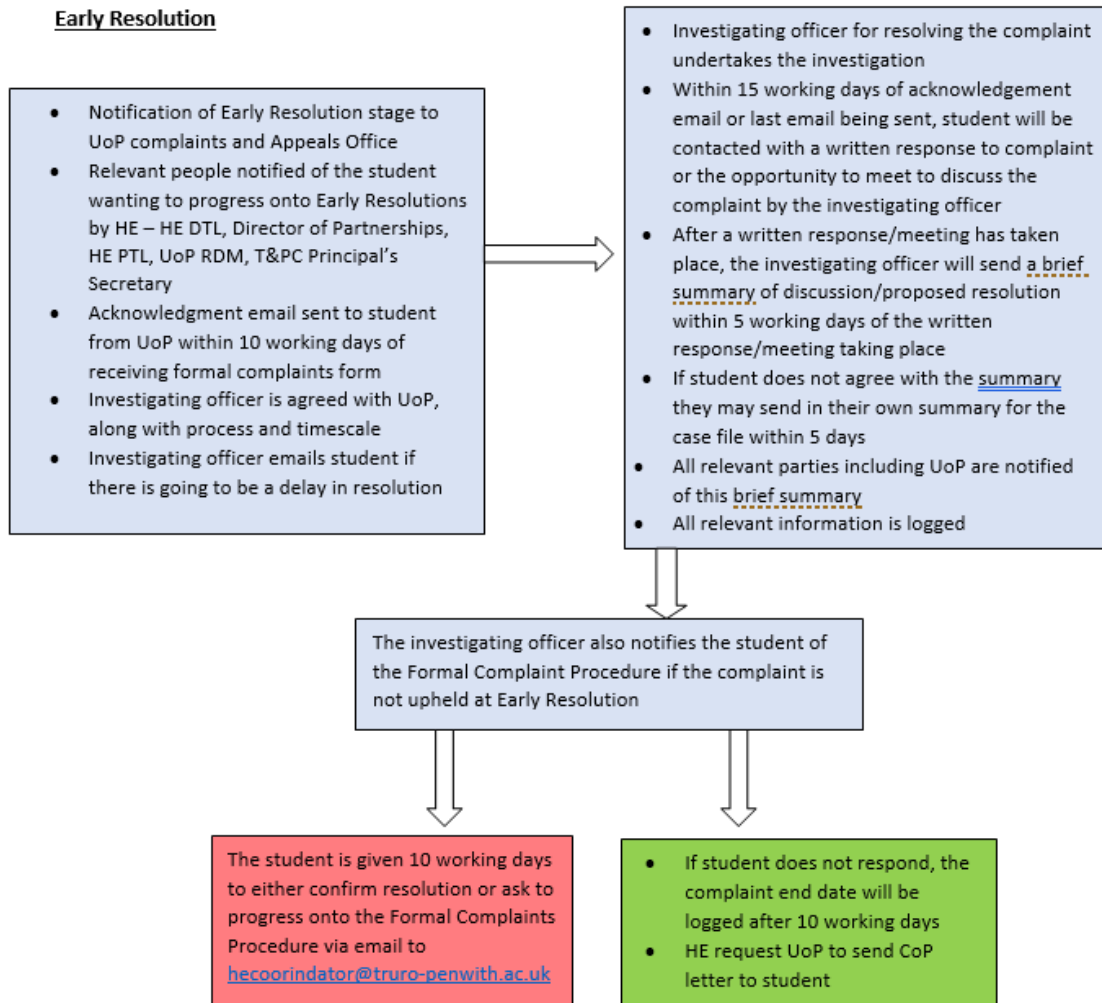 Early Resolution
• Notification of Early Resolution stage to
UoP complaints and Appeals Office
• Relevant people notified of the student
wanting to progress onto Early Resolutions
by HE – HE DTL, Director of Partnerships,
HE PTL, UoP RDM, T&PC Principal's
Secretary
• Acknowledgment email sent to student
from UoP within 10 working days of
receiving formal complaints form
• Investigating officer is agreed with UoP,
along with process and timescale
• Investigating officer emails student if
there is going to be a delay in resolution
• Investigating officer for resolving the complaint
undertakes the investigation
• Within 15 working days of acknowledgement
email or last email being sent, student will be
contacted with a written response to complaint
or the opportunity to meet to discuss the
complaint by the investigating officer
• After a written response/meeting has taken
place, the investigating officer will send a brief
summary of discussion/proposed resolution
within 5 working days of the written
response/meeting taking place
• If student does not agree with the summary
they may send in their own summary for the
case file within 5 days
• All relevant parties including UoP are notified
of this brief summary
• All relevant information is logged
The investigating officer also notifies the student of
the Formal Complaint Procedure if the complaint is
not upheld at Early Resolution
The student is given 10 working days
to either confirm resolution or ask to
progress onto the Formal Complaints
Procedure via email to
hecoorindator@truro-penwith.ac.uk
• If student does not respond, the
complaint end date will be
logged after 10 working days
• HE request UoP to send CoP
letter to student